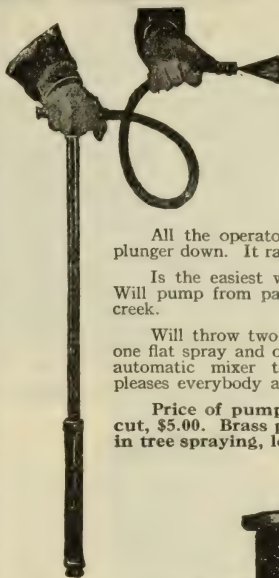 All the operato
plunger down. It ra
Is the easiest w
Will pump from pa
creek.
Will throw two
one flat spray and o
automatic mixer t
pleases everybody a
Price of pump
cut, $5.00. Brass p
in tree spraying, le